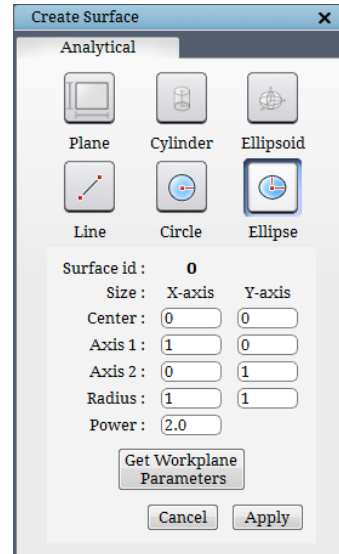 Create Surface ×
Analytical
Plane Cylinder Ellipsoid
Line Circle Ellipse
Surface id : 0
Size : X-axis Y-axis
Center : 0 0
Axis 1 : 1 0
Axis 2 : 0 1
Radius : 1 1
Power : 2.0
Get Workplane
Parameters
Cancel Apply